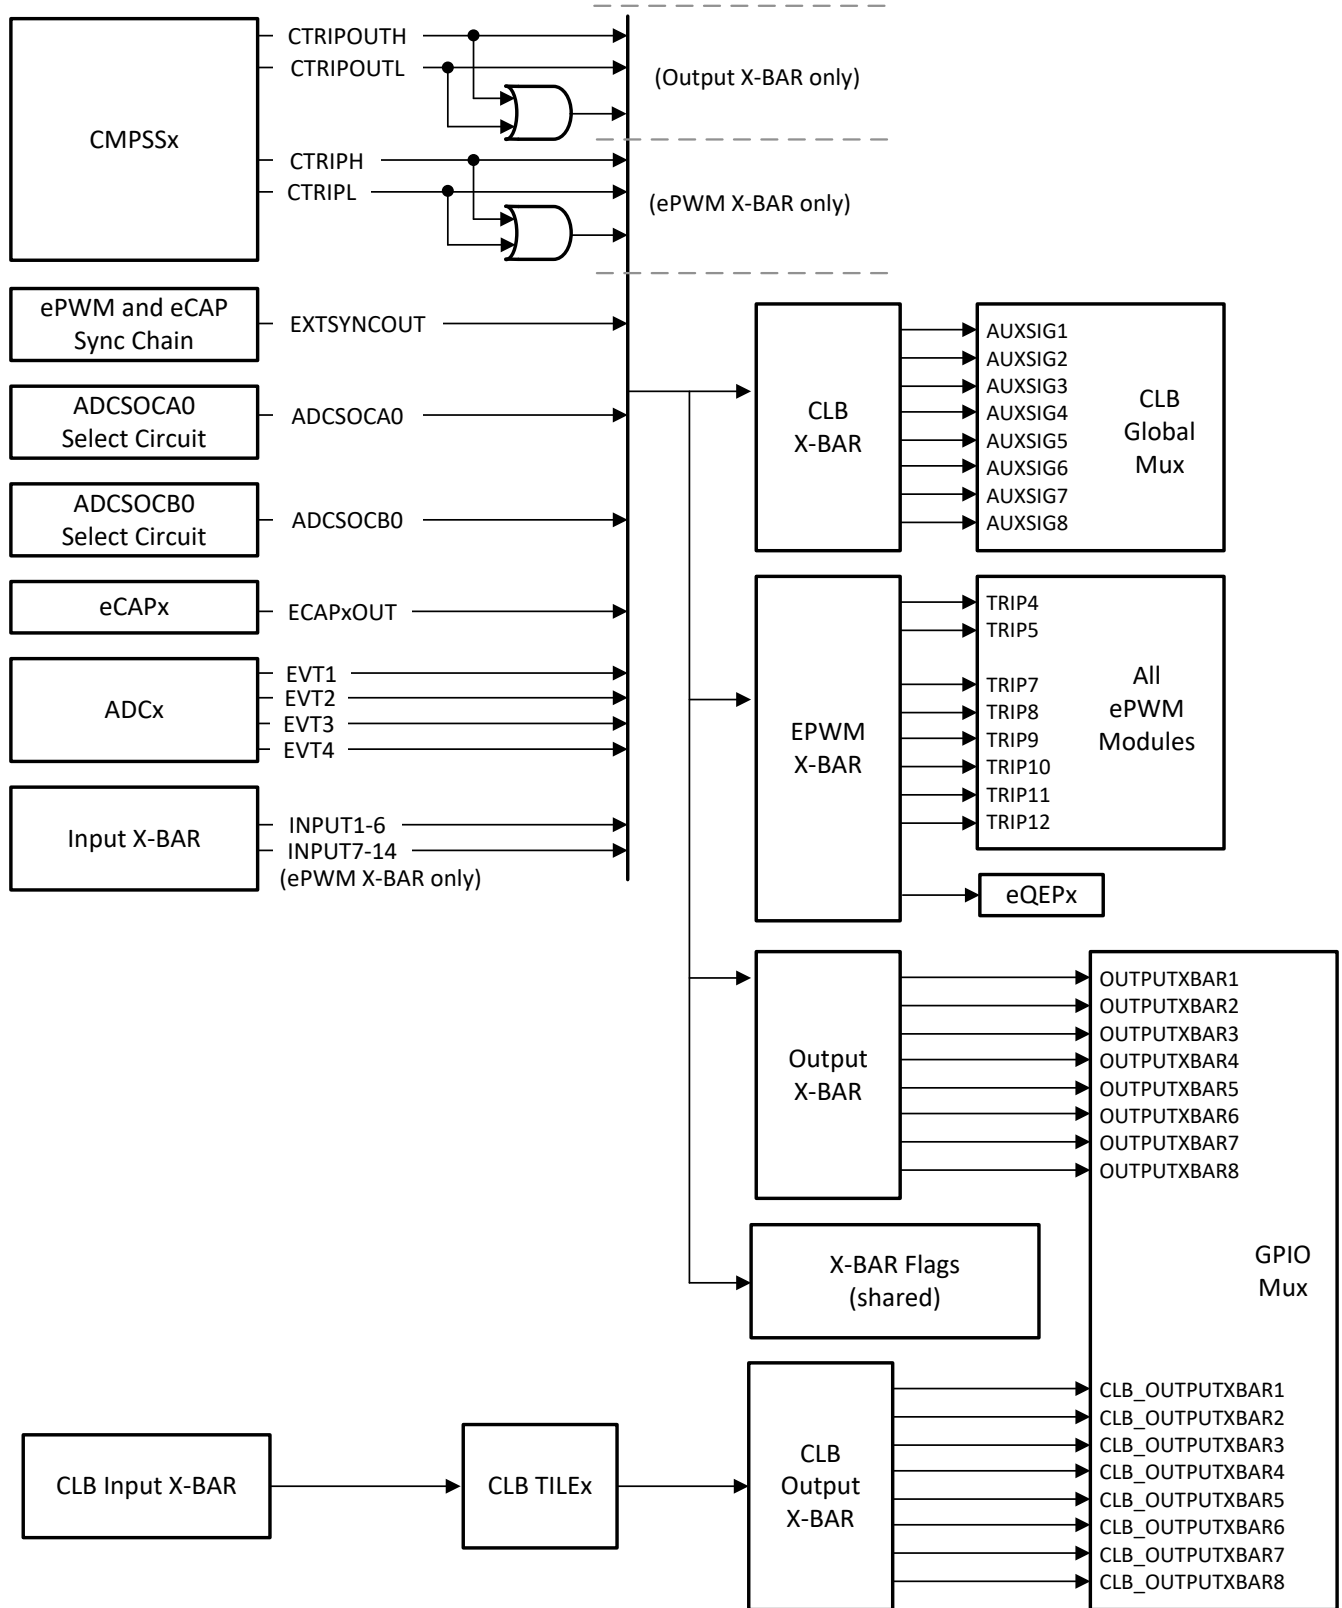 CMPSSx
CTRIPOUTH
CTRIPOUTL
(Output X-BAR only)
CTRIPH
CTRIPL
(ePWM X-BAR only)
ePWM and eCAP
Sync Chain
EXTSYNCOUT
ADCSOCA0
Select Circuit
ADCSOCA0
ADCSOCB0
Select Circuit
ADCSOCB0
eCAPx
ECAPxOUT
ADCx
EVT1
EVT2
EVT3
EVT4
Input X-BAR
INPUT1-6
INPUT7-14
(ePWM X-BAR only)
CLB
X-BAR
AUXSIG1
AUXSIG2
AUXSIG3
AUXSIG4
AUXSIG5
AUXSIG6
AUXSIG7
AUXSIG8
CLB
Global
Mux
EPWM
X-BAR
TRIP4
TRIP5
TRIP7
TRIP8
TRIP9
TRIP10
TRIP11
TRIP12
All
ePWM
Modules
eQEPx
Output
X-BAR
OUTPUTXBAR1
OUTPUTXBAR2
OUTPUTXBAR3
OUTPUTXBAR4
OUTPUTXBAR5
OUTPUTXBAR6
OUTPUTXBAR7
OUTPUTXBAR8
X-BAR Flags
(shared)
GPIO
Mux
CLB Input X-BAR
CLB TILEx
CLB
Output
X-BAR
CLB_OUTPUTXBAR1
CLB_OUTPUTXBAR2
CLB_OUTPUTXBAR3
CLB_OUTPUTXBAR4
CLB_OUTPUTXBAR5
CLB_OUTPUTXBAR6
CLB_OUTPUTXBAR7
CLB_OUTPUTXBAR8